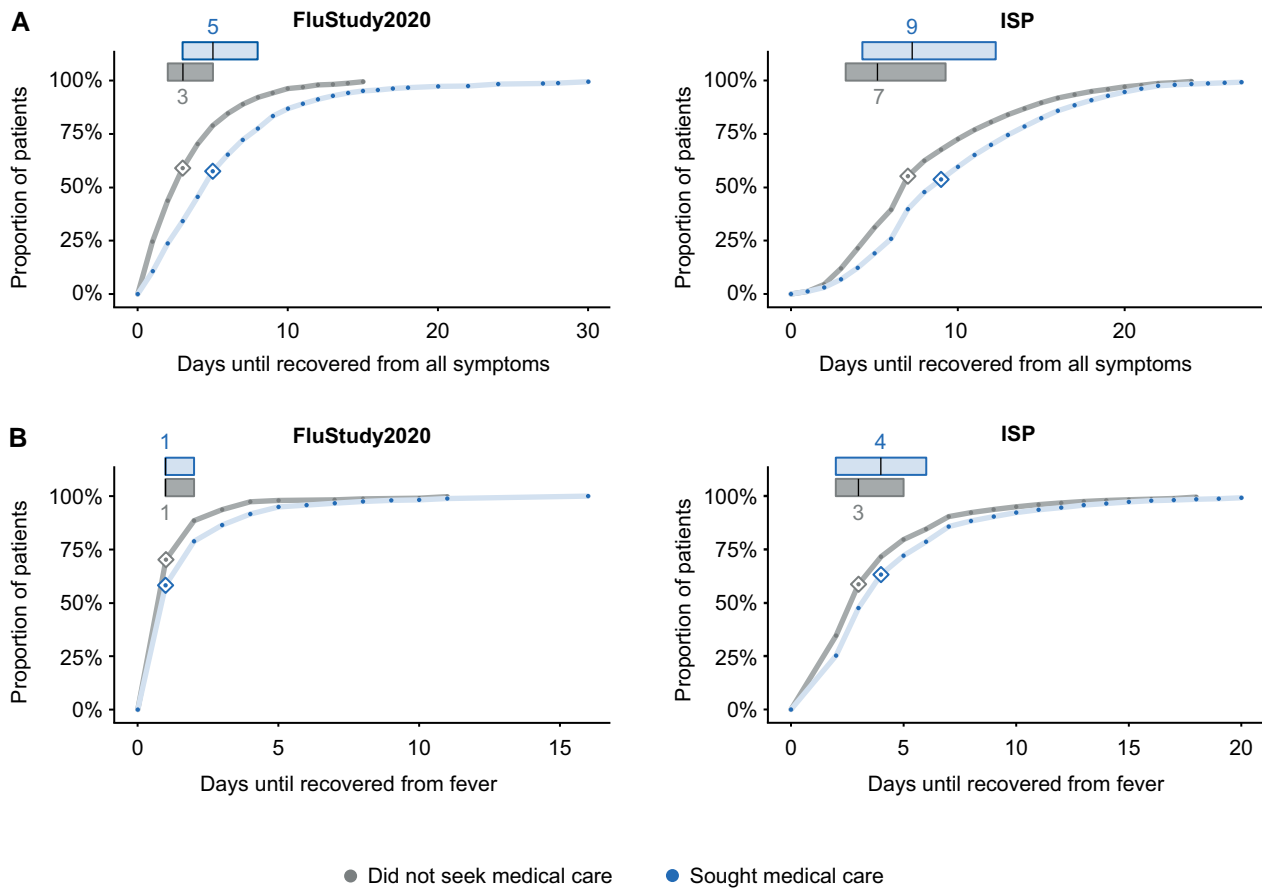 A
FluStudy2020
5
3
100%
75%
50%
25%
0%
Proportion of patients
0
10
20
30
Days until recovered from all symptoms
ISP
9
7
100%
75%
50%
25%
0%
Proportion of patients
0
10
20
Days until recovered from all symptoms
B
FluStudy2020
1
1
100%
75%
50%
25%
0%
Proportion of patients
0
5
10
15
Days until recovered from fever
ISP
4
3
100%
75%
50%
25%
0%
Proportion of patients
0
5
10
15
20
Days until recovered from fever
Did not seek medical care
Sought medical care